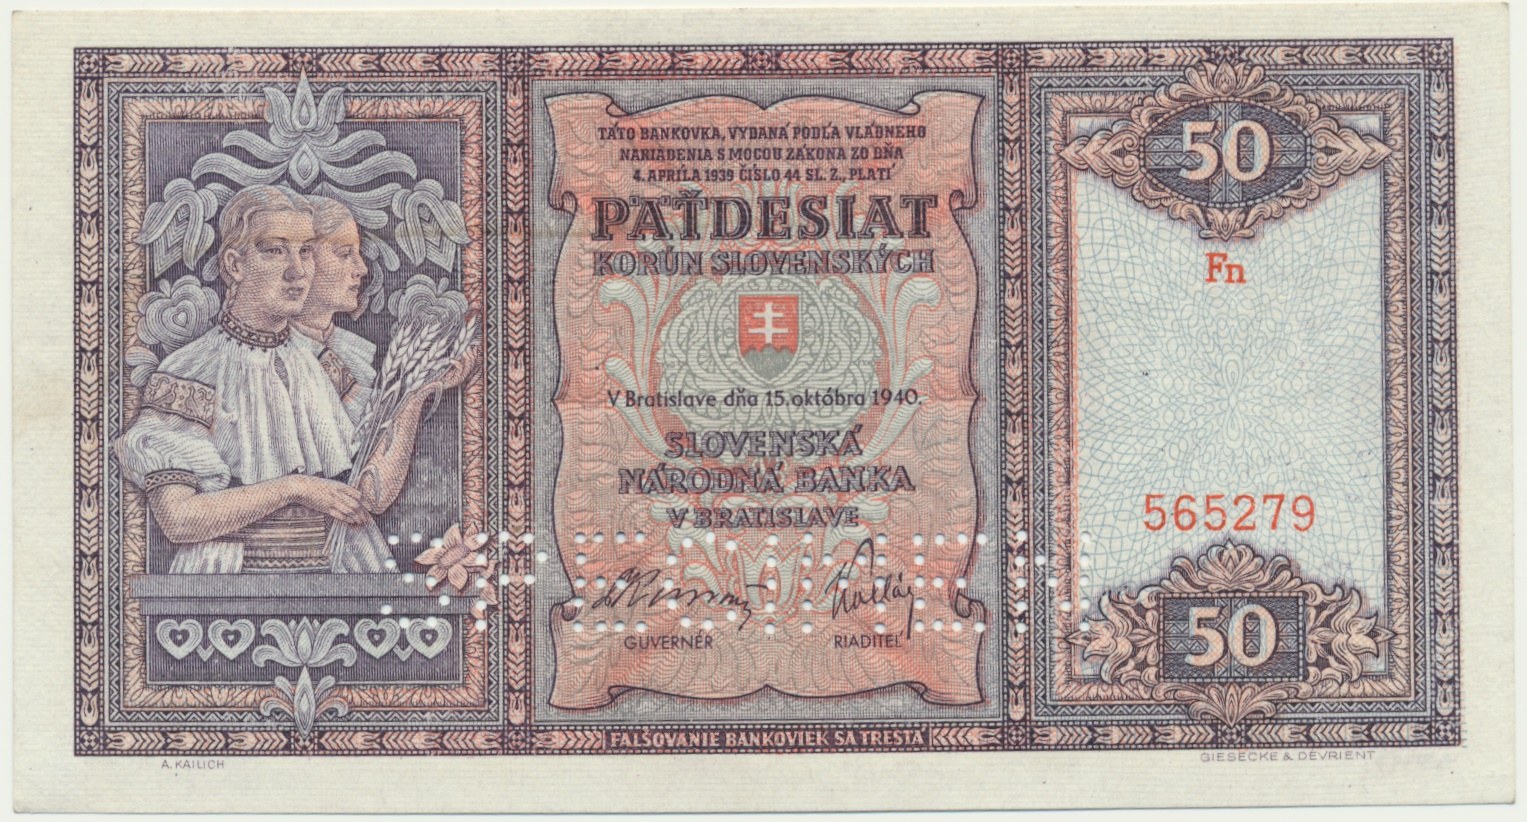 TÁTO BANKOVKA, VYDANÁ PODĽA VLÁDNEHO
NARIADENIA S MOCOU ZÁKONA ZO DŇA
4. APRÍLA 1939 ČÍSLO 44 SL. Z., PLATÍ
PÄŤDESIAT
KORÚN SLOVENSKÝCH
V Bratislave dňa 15. októbra 1940.
SLOVENSKÁ
NÁRODNÁ BANKA
V BRATISLAVE
GUVERNÉR
RIADITEĽ
FALŠOVANIE BANKOVIEK SA TRESTÁ
50
Fn
565279
50
A. KAILICH
GIESECKE & DEVRIENT
SPECIMEN